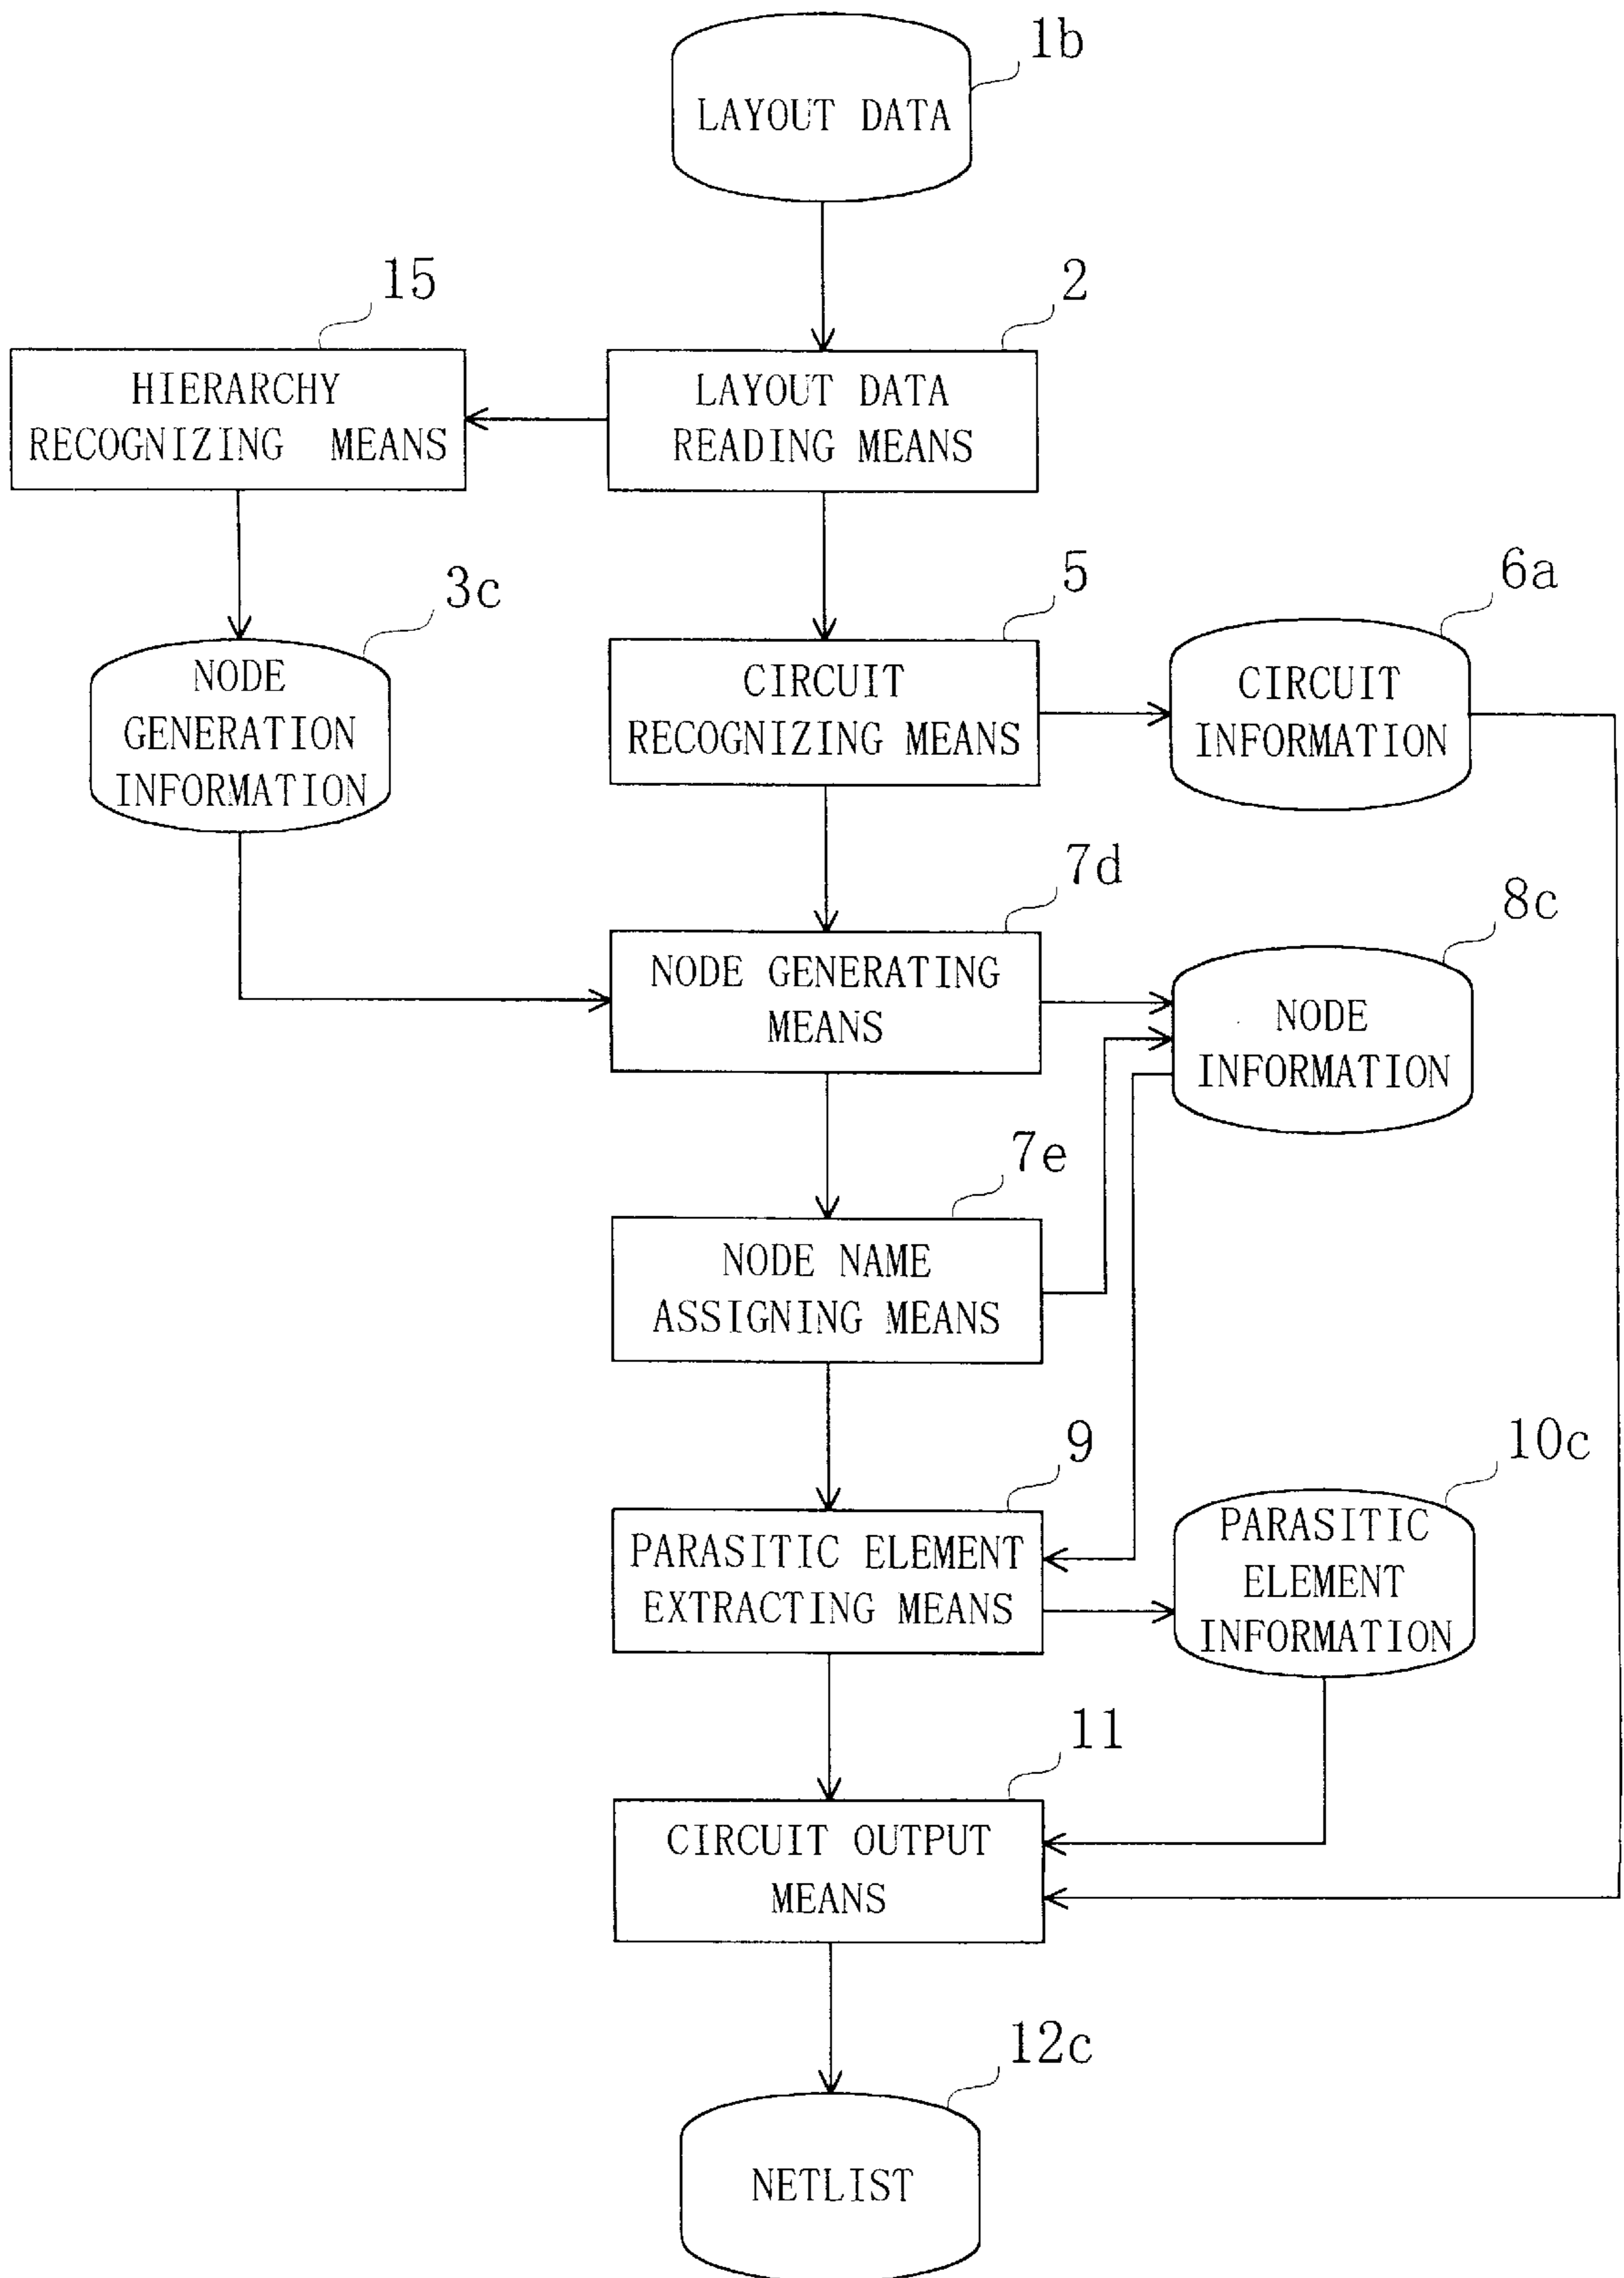 1b
LAYOUT DATA
15
2
HIERARCHY
RECOGNIZING MEANS
LAYOUT DATA
READING MEANS
3c
5
6a
NODE
GENERATION
INFORMATION
CIRCUIT
RECOGNIZING MEANS
CIRCUIT
INFORMATION
7d
8c
NODE GENERATING
MEANS
NODE
INFORMATION
7e
NODE NAME
ASSIGNING MEANS
9
10c
PARASITIC ELEMENT
EXTRACTING MEANS
PARASITIC
ELEMENT
INFORMATION
11
CIRCUIT OUTPUT
MEANS
12c
NETLIST